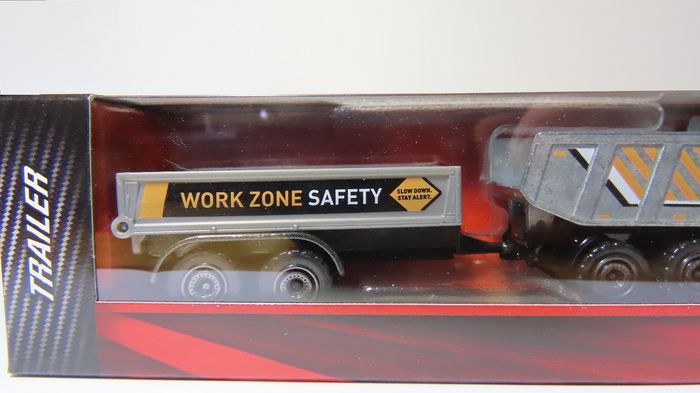 TRAILER
WORK ZONE SAFETY
SLOW DOWN.
STAY ALERT.